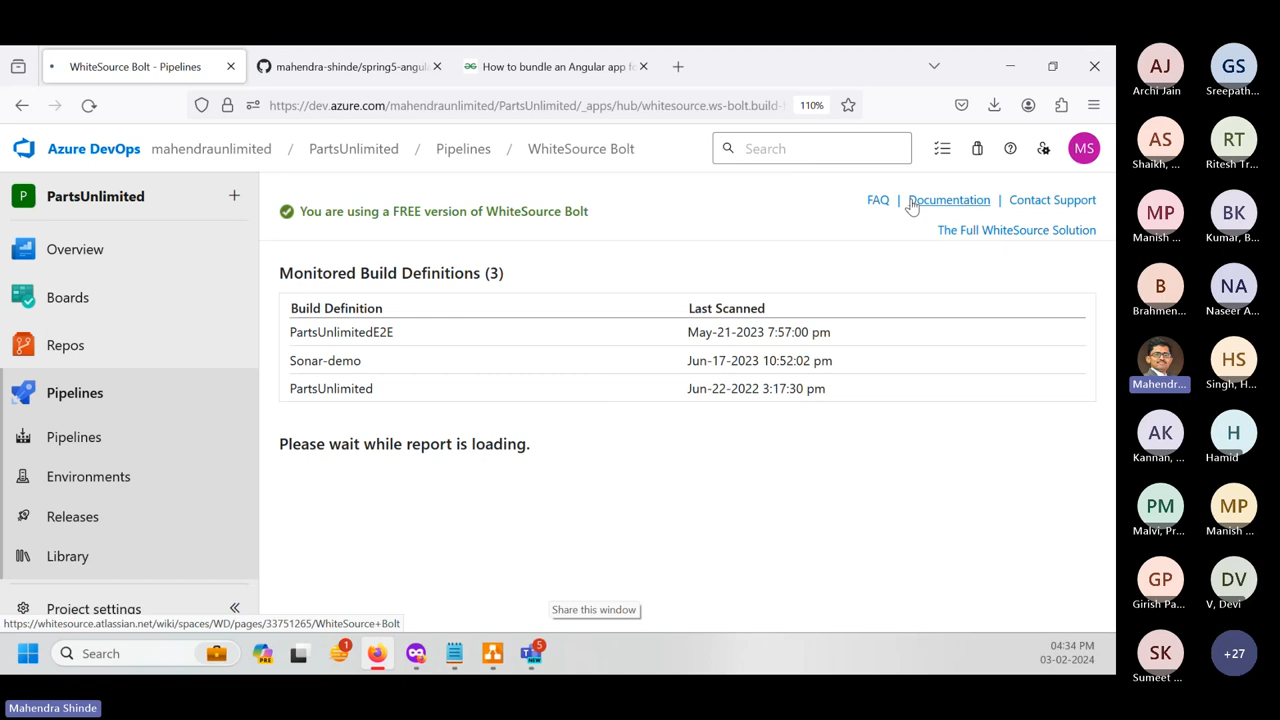 WhiteSource Bolt - Pipelines
mahendra-shinde/spring5-angul
How to bundle an Angular app fo
https://dev.azure.com/mahendraunlimited/PartsUnlimited/_apps/hub/whitesource.ws-bolt.build-
110%
Azure DevOps mahendraunlimited / PartsUnlimited / Pipelines / WhiteSource Bolt
Search
MS
P PartsUnlimited
Overview
Boards
Repos
Pipelines
Pipelines
Environments
Releases
Library
Project settings
You are using a FREE version of WhiteSource Bolt
FAQ | Documentation | Contact Support
The Full WhiteSource Solution
Monitored Build Definitions (3)
Build Definition Last Scanned
PartsUnlimitedE2E May-21-2023 7:57:00 pm
Sonar-demo Jun-17-2023 10:52:02 pm
PartsUnlimited Jun-22-2022 3:17:30 pm
Please wait while report is loading.
Share this window
https://whitesource.atlassian.net/wiki/spaces/WD/pages/33751265/WhiteSource+Bolt
Search
PRE
1
5
NEW
04:34 PM
03-02-2024
AJ GS
Archi Jain Sreepath...
AS RT
Shaikh, ... Ritesh Tr...
MP BK
Manish ... Kumar, B...
B NA
Brahmen... Naseer A...
HS
Mahendr... Singh, H...
AK H
Kannan, ... Hamid
PM MP
Malvi, Pr... Manish ...
GP DV
Girish Pa... V, Devi
SK +27
Sumeet ...
Mahendra Shinde